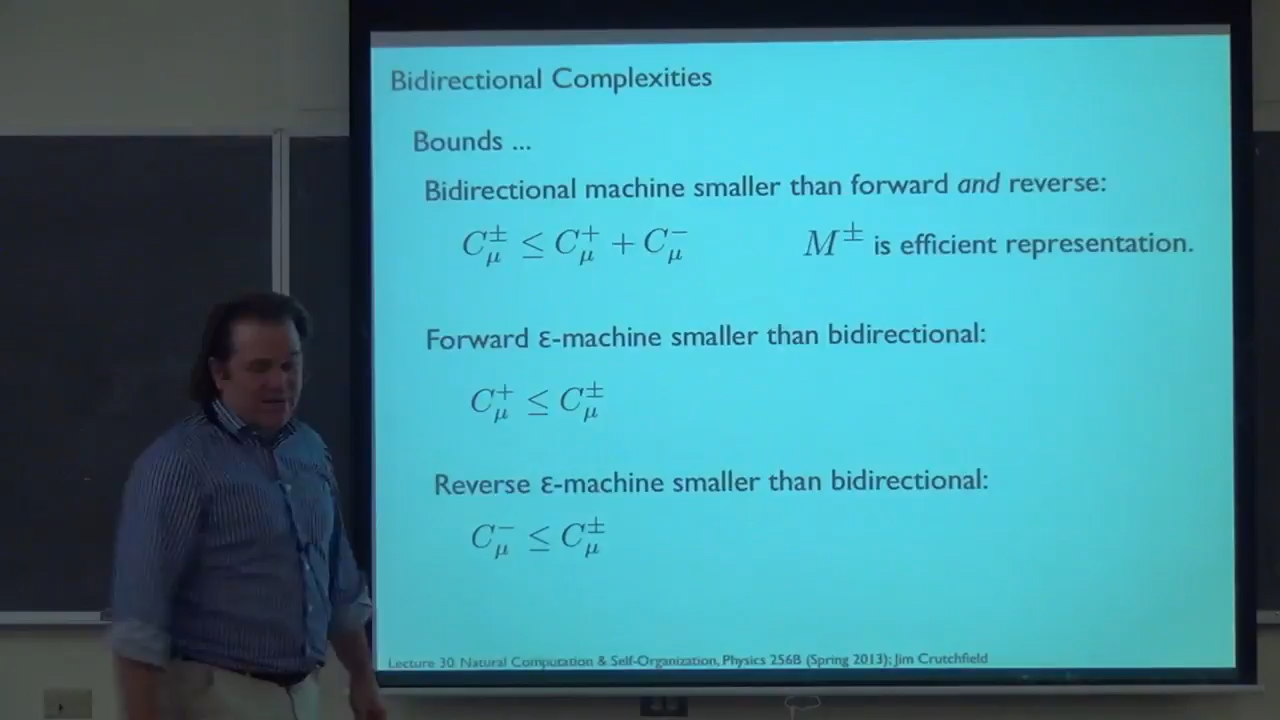 Bidirectional Complexities
Bounds ...
Bidirectional machine smaller than forward and reverse:
C_μ^± ≤ C_μ^+ + C_μ^-    M^± is efficient representation.
Forward ε-machine smaller than bidirectional:
C_μ^+ ≤ C_μ^±
Reverse ε-machine smaller than bidirectional:
C_μ^- ≤ C_μ^±
Lecture 30 Natural Computation & Self-Organization, Physics 256B (Spring 2013); Jim Crutchfield